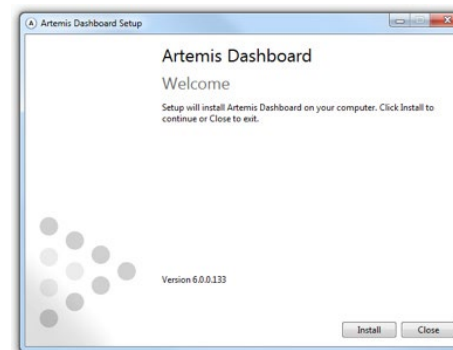 A Artemis Dashboard Setup
Artemis Dashboard
Welcome
Setup will install Artemis Dashboard on your computer. Click Install to
continue or Close to exit.
Version 6.0.0.133
Install Close